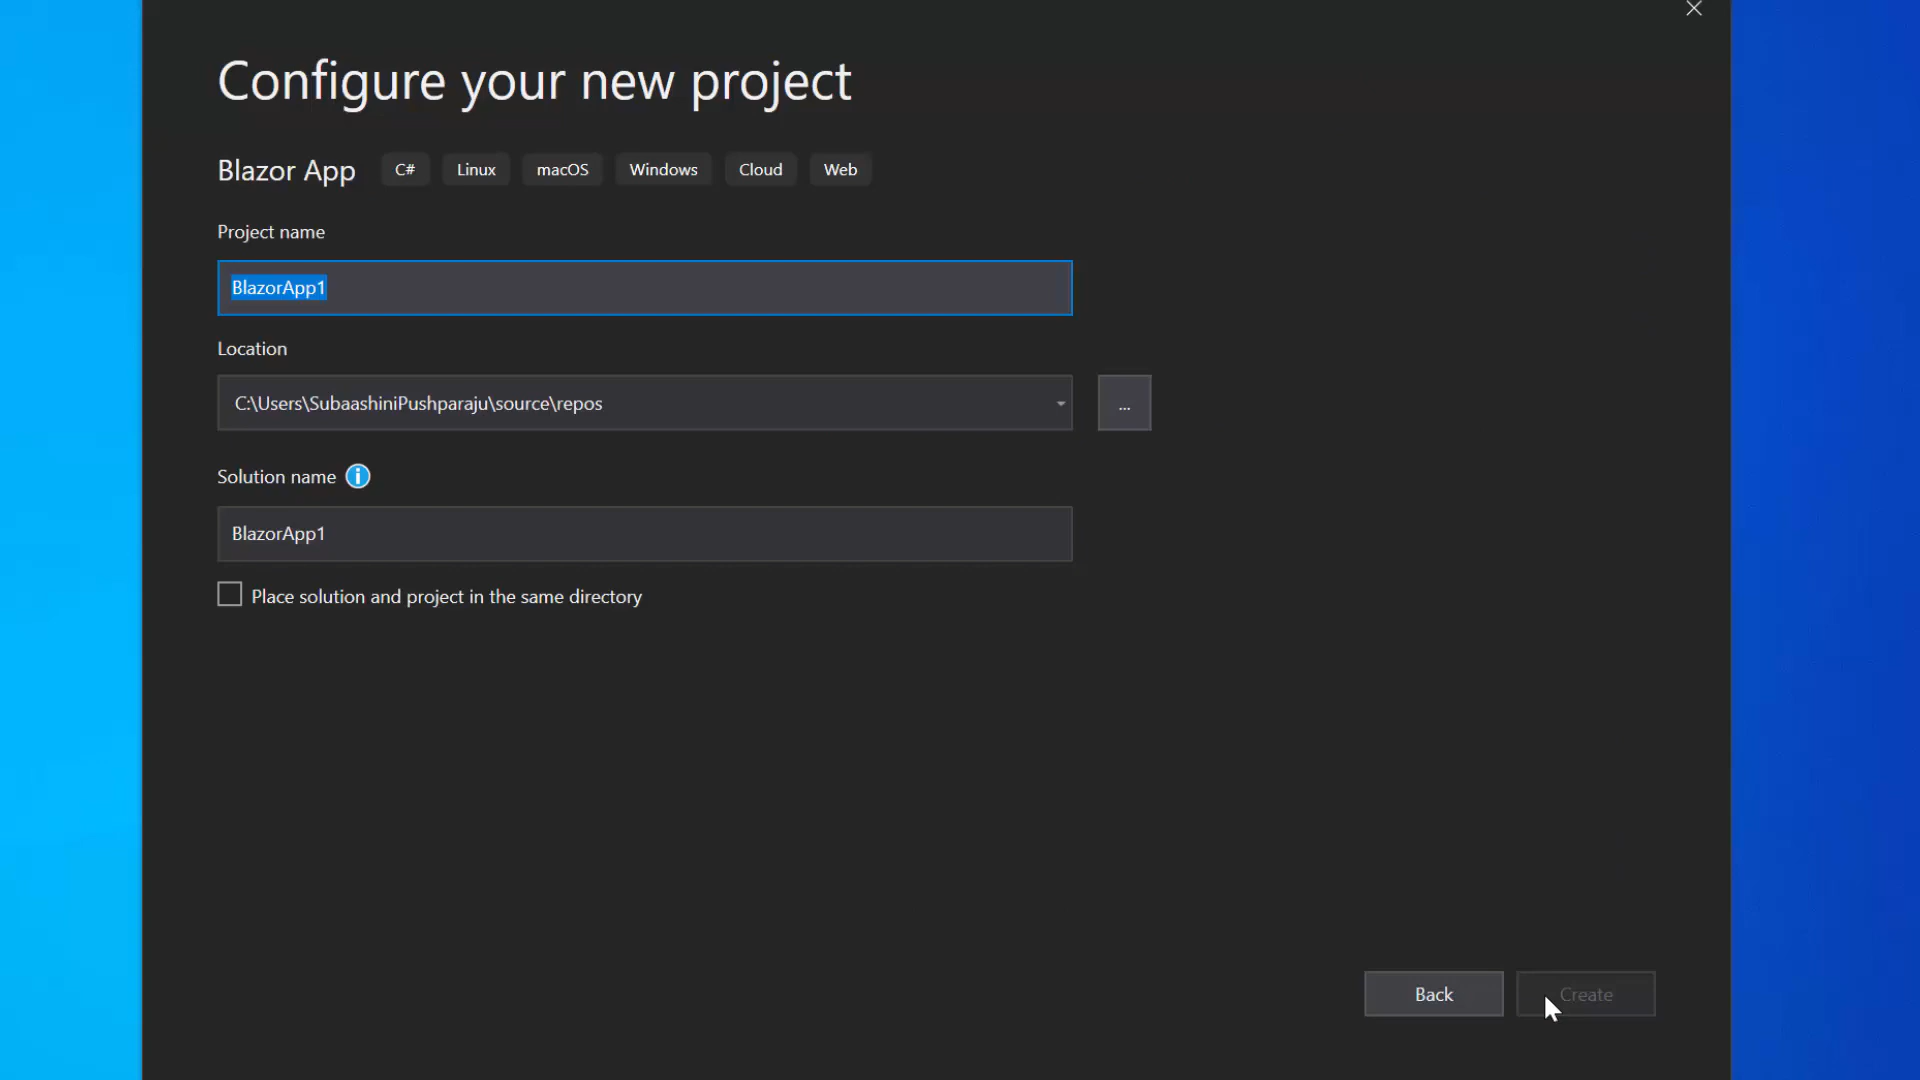 Configure your new project
Blazor App C# Linux macOS Windows Cloud Web
Project name
BlazorApp1
Location
C:\Users\SubaashiniPushparaju\source\repos
...
Solution name
BlazorApp1
Place solution and project in the same directory
Back Create